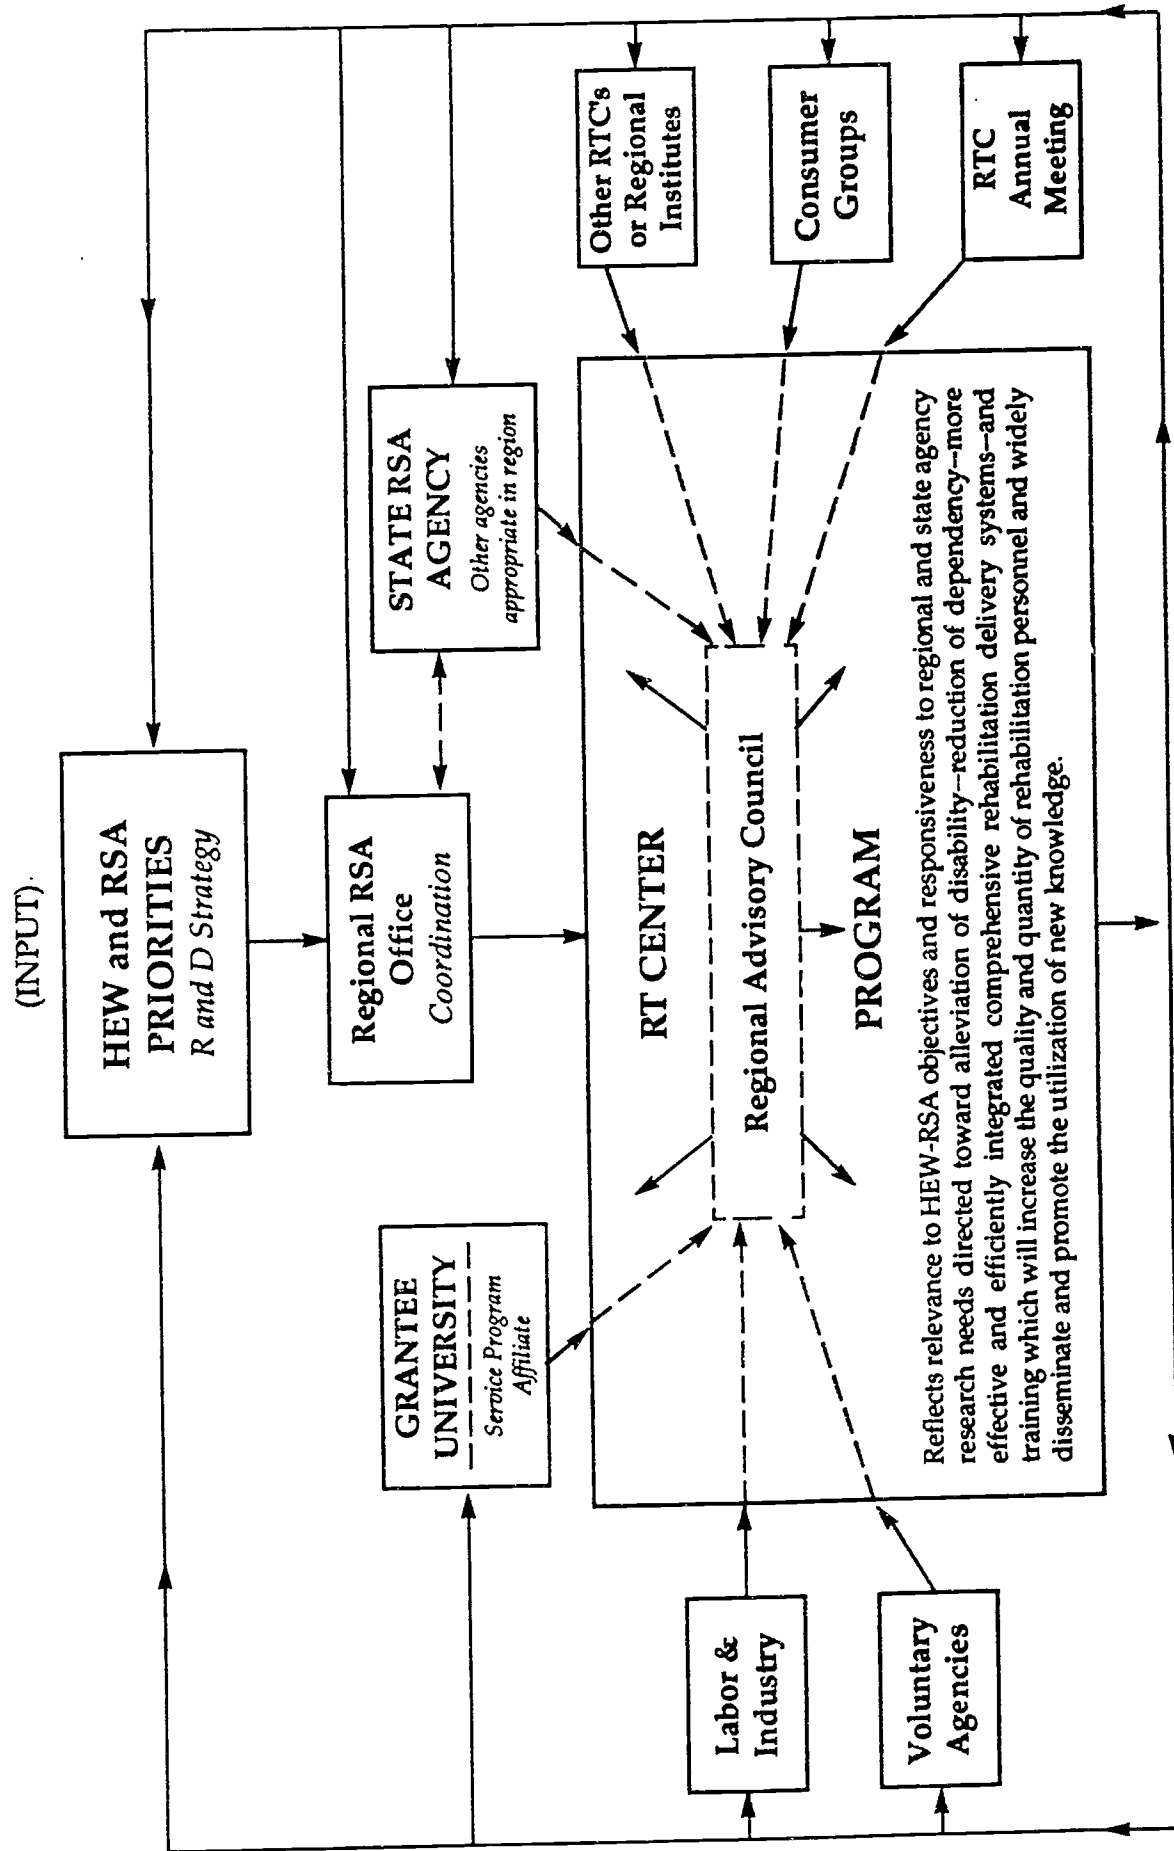 (INPUT)
HEW and RSA
PRIORITIES
R and D Strategy
Regional RSA
Office
Coordination
GRANTEE
UNIVERSITY
Service Program
Affiliate
STATE RSA
AGENCY
Other agencies
appropriate in region
Labor &
Industry
Voluntary
Agencies
Other RTC's
or Regional
Institutes
Consumer
Groups
RTC
Annual
Meeting
RT CENTER
Regional Advisory Council
PROGRAM
Reflects relevance to HEW-RSA objectives and responsiveness to regional and state agency
research needs directed toward alleviation of disability—reduction of dependency—more
effective and efficiently integrated comprehensive rehabilitation delivery systems—and
training which will increase the quality and quantity of rehabilitation personnel and widely
disseminate and promote the utilization of new knowledge.